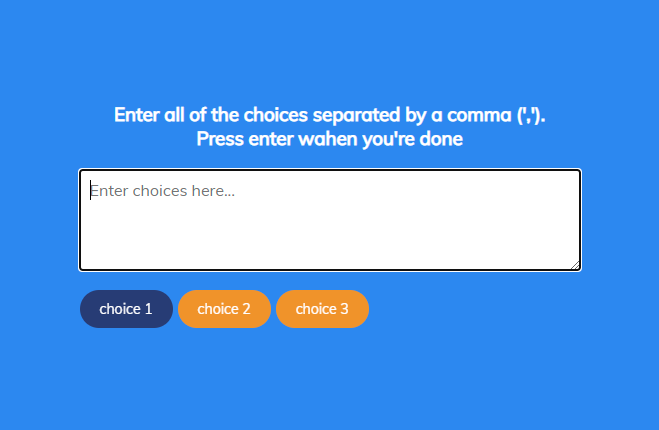 Enter all of the choices separated by a comma (',').
Press enter wahen you're done
Enter choices here...
choice 1 choice 2 choice 3